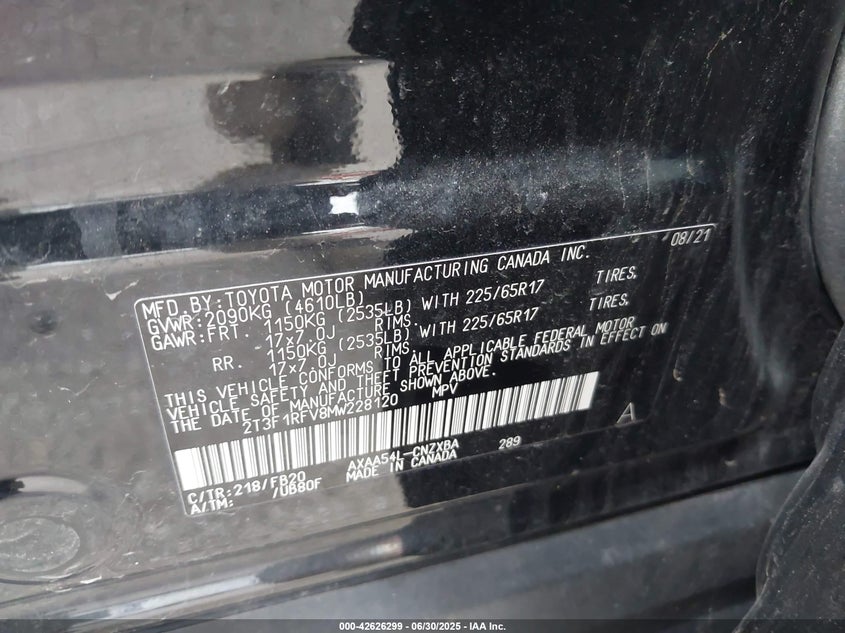 MFD.BY:TOYOTA MOTOR MANUFACTURING CANADA INC. 08/21
GVWR:2090KG (4610LB)
GAWR:FRT. 1150KG (2535LB) WITH 225/65R17 TIRES,
17x7.0J RIMS,
RR. 1150KG (2535LB) WITH 225/65R17 TIRES,
17x7.0J RIMS,
THIS VEHICLE CONFORMS TO ALL APPLICABLE FEDERAL MOTOR
VEHICLE SAFETY AND THEFT PREVENTION STANDARDS IN EFFECT ON
THE DATE OF MANUFACTURE SHOWN ABOVE.
2T3F1RFV8MW228120 MPV
A
C/TR:218/FB20 AXAA54L-CNZXBA 289
A/TM: /UB80F MADE IN CANADA
000-42626299 - 06/30/2025 - IAA Inc.